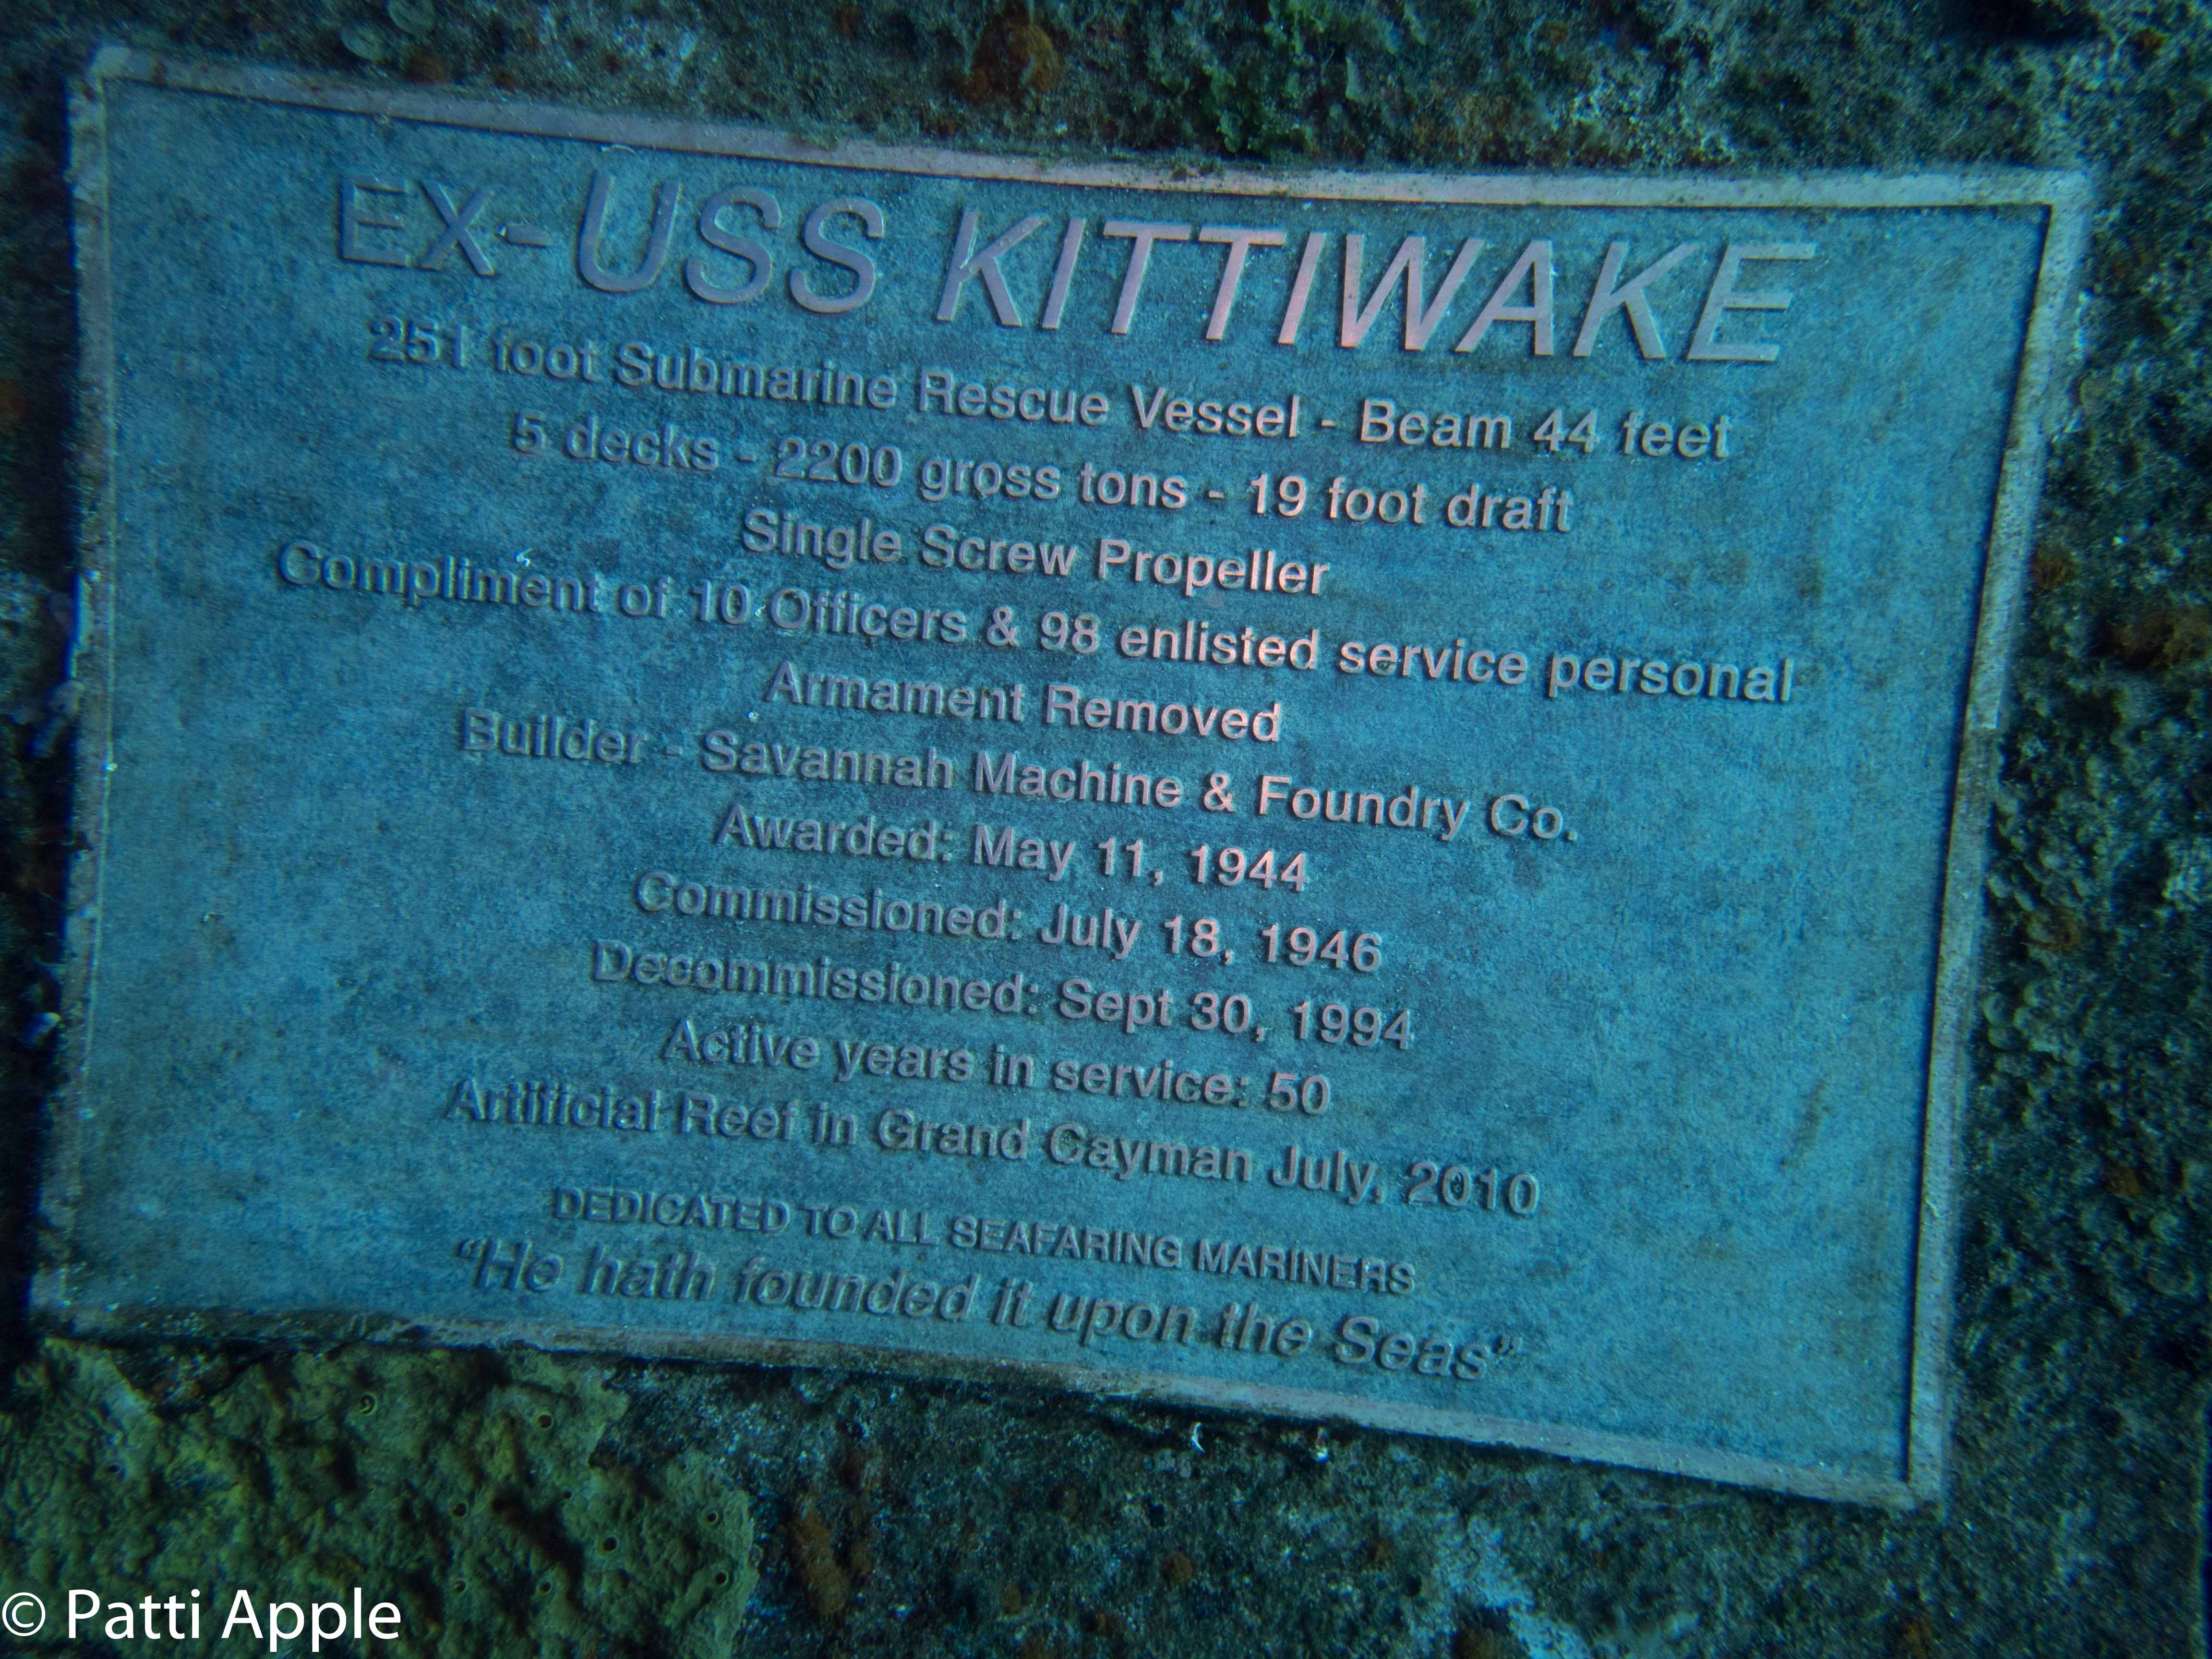 EX-USS KITTIWAKE
251 foot Submarine Rescue Vessel - Beam 44 feet
5 decks - 2200 gross tons - 19 foot draft
Single Screw Propeller
Compliment of 10 Officers & 98 enlisted service personal
Armament Removed
Builder - Savannah Machine & Foundry Co.
Awarded: May 11, 1944
Commissioned: July 18, 1946
Decommissioned: Sept 30, 1994
Active years in service: 50
Artificial Reef in Grand Cayman July, 2010
DEDICATED TO ALL SEAFARING MARINERS
"He hath founded it upon the Seas"
© Patti Apple